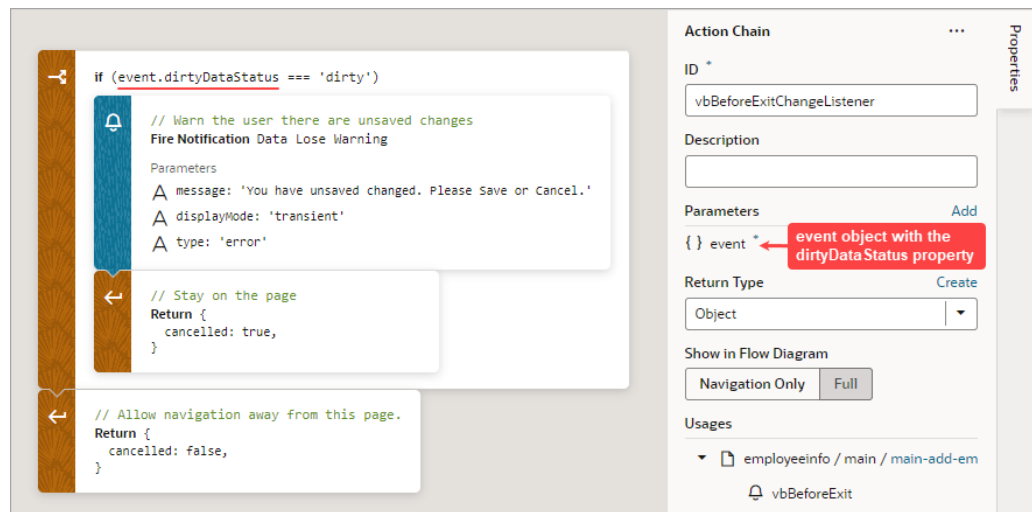 if (event.dirtyDataStatus === 'dirty')
// Warn the user there are unsaved changes
Fire Notification Data Lose Warning
Parameters
A message: 'You have unsaved changed. Please Save or Cancel.'
A displayMode: 'transient'
A type: 'error'
// Stay on the page
Return {
cancelled: true,
}
// Allow navigation away from this page.
Return {
cancelled: false,
}
Action Chain
...
ID *
vbBeforeExitChangeListener
Description
Parameters Add
{ } event *
event object with the
dirtyDataStatus property
Return Type Create
Object
Show in Flow Diagram
Navigation Only Full
Usages
employeeinfo / main / main-add-em
vbBeforeExit
Properties